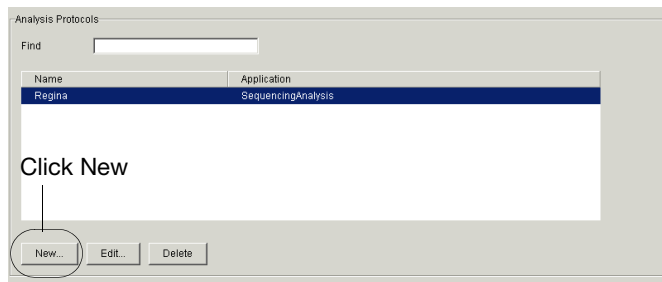 Analysis Protocols
Find
Name Application
Regina SequencingAnalysis
Click New
New... Edit... Delete